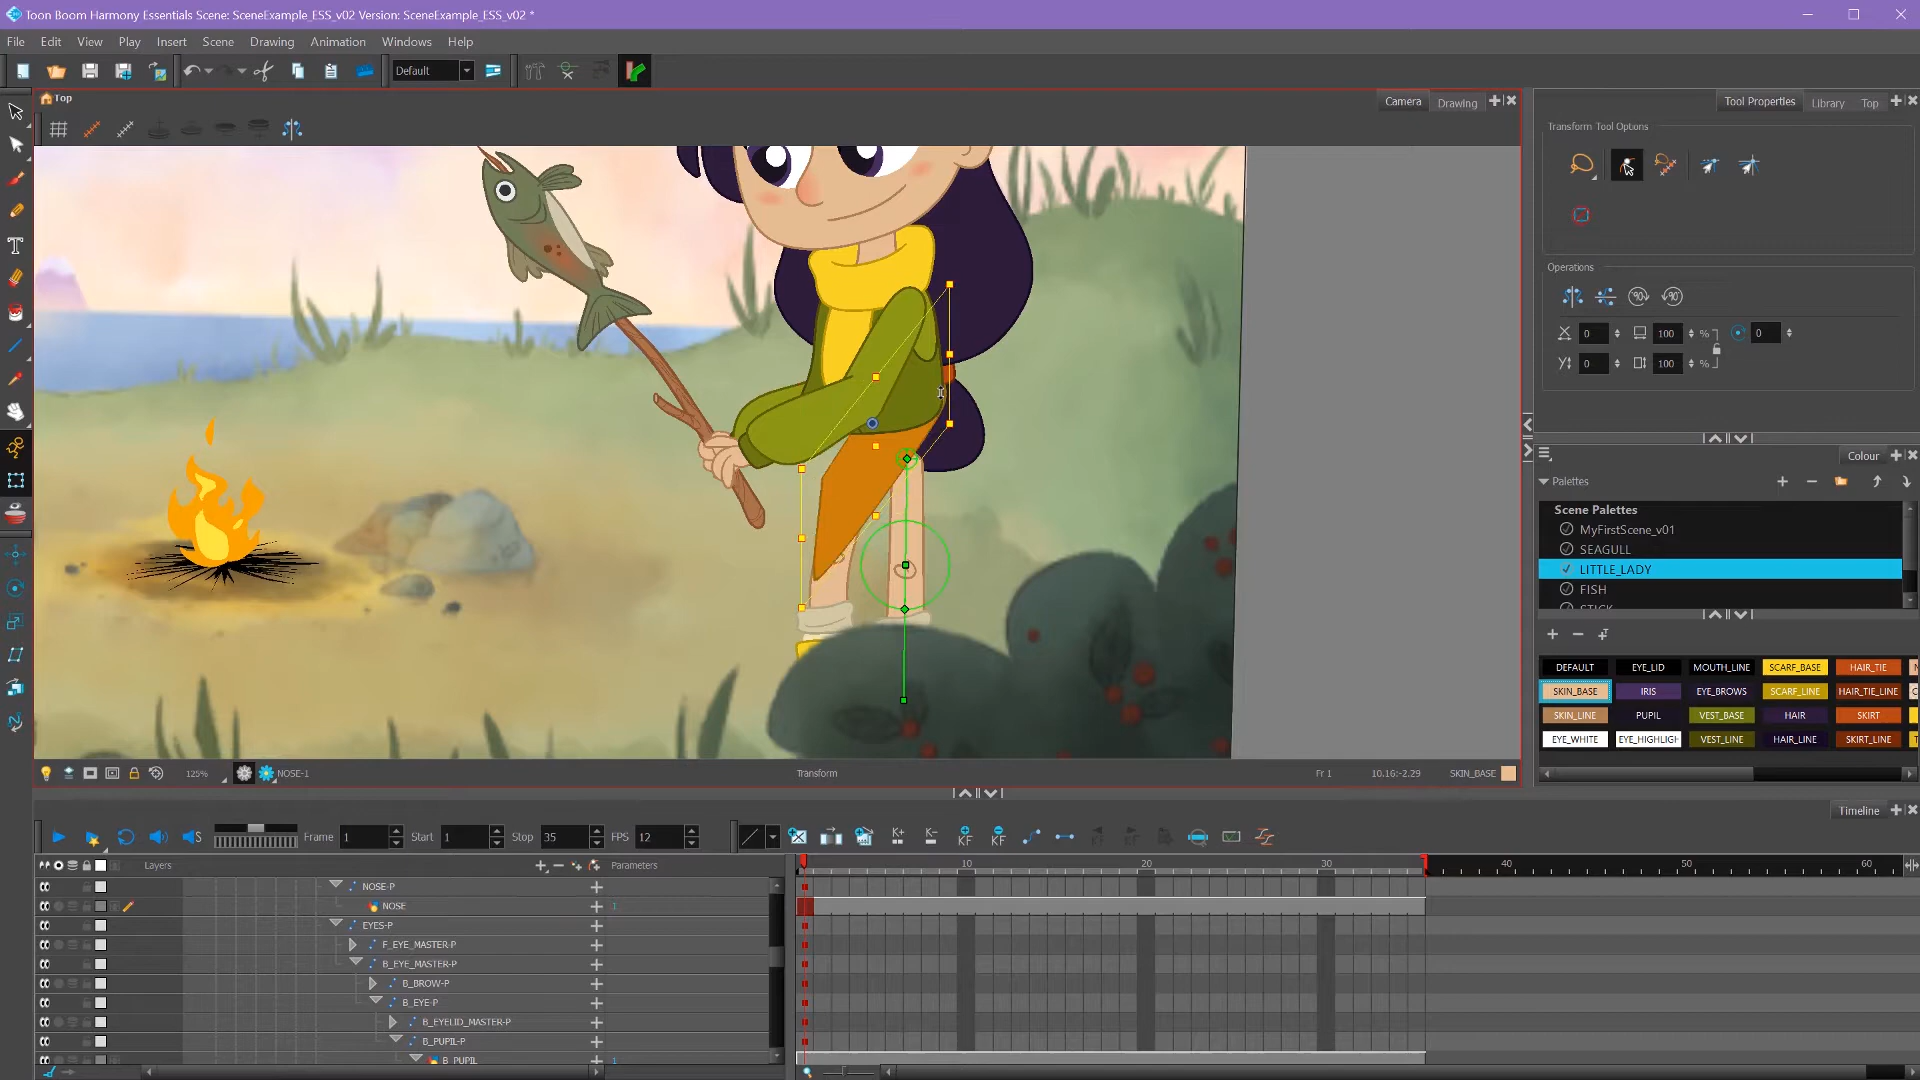 Toon Boom Harmony Essentials Scene: SceneExample_ESS_v02 Version: SceneExample_ESS_v02 *
File Edit View Play Insert Scene Drawing Animation Windows Help
Default
Top
Camera Drawing
Tool Properties Library Top
Transform Tool Options
Operations
0 100 % 0
0 100 %
Colour
Palettes
Scene Palettes
MyFirstScene_v01
SEAGULL
LITTLE_LADY
FISH
STICK
DEFAULT EYE_LID MOUTH_LINE SCARF_BASE HAIR_TIE
SKIN_BASE IRIS EYE_BROWS SCARF_LINE HAIR_TIE_LINE
SKIN_LINE PUPIL VEST_BASE HAIR SKIRT
EYE_WHITE EYE_HIGHLIGH VEST_LINE HAIR_LINE SKIRT_LINE
125% NOSE-1 Transform Fr 1 10.16:-2.29 SKIN_BASE
Timeline
Frame 1 Start 1 Stop 35 FPS 12
Layers Parameters 10 20 30 40 50 60
NOSE-P
NOSE 1
EYES-P
F_EYE_MASTER-P
B_EYE_MASTER-P
B_BROW-P
B_EYE-P
B_EYELID_MASTER-P
B_PUPIL-P
B_PUPIL 1